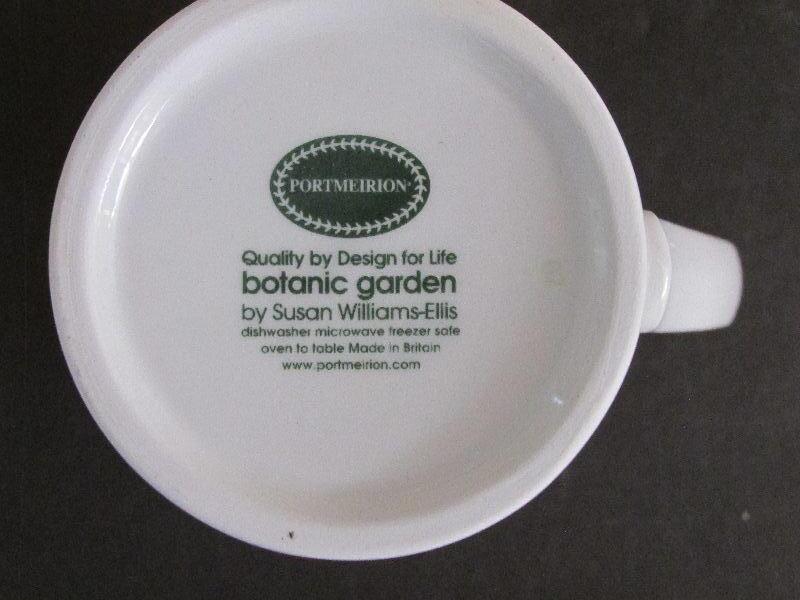 PORTMEIRION®
Quality by Design for Life
botanic garden
by Susan Williams-Ellis
dishwasher microwave freezer safe
oven to table Made in Britain
www.portmeirion.com